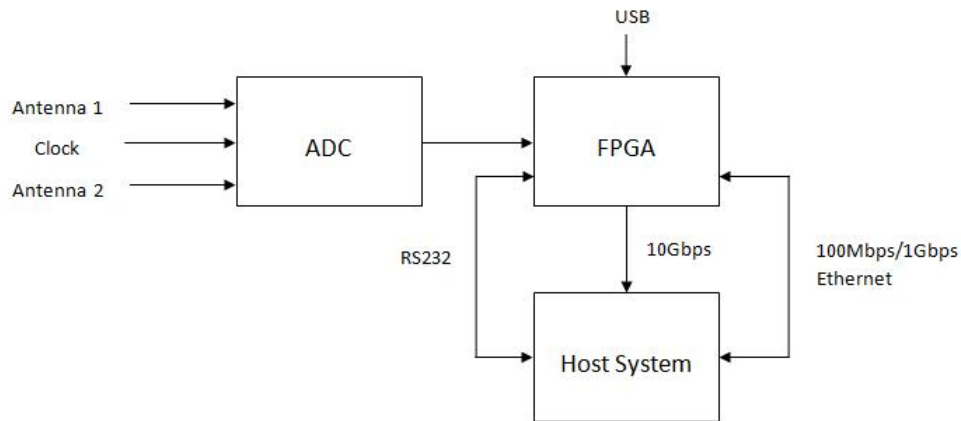 USB
Antenna 1
Clock
Antenna 2
ADC
FPGA
RS232
10Gbps
100Mbps/1Gbps
Ethernet
Host System